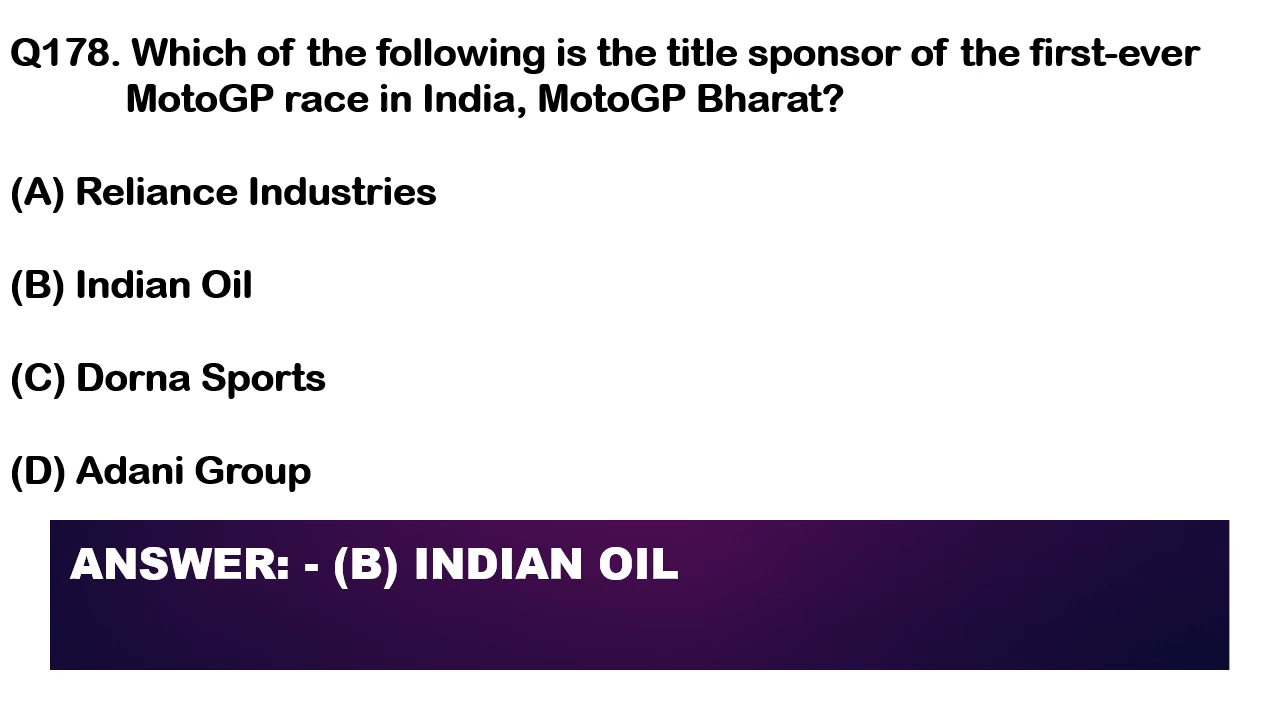 Q178. Which of the following is the title sponsor of the first-ever
MotoGP race in India, MotoGP Bharat?
(A) Reliance Industries
(B) Indian Oil
(C) Dorna Sports
(D) Adani Group
ANSWER: - (B) INDIAN OIL